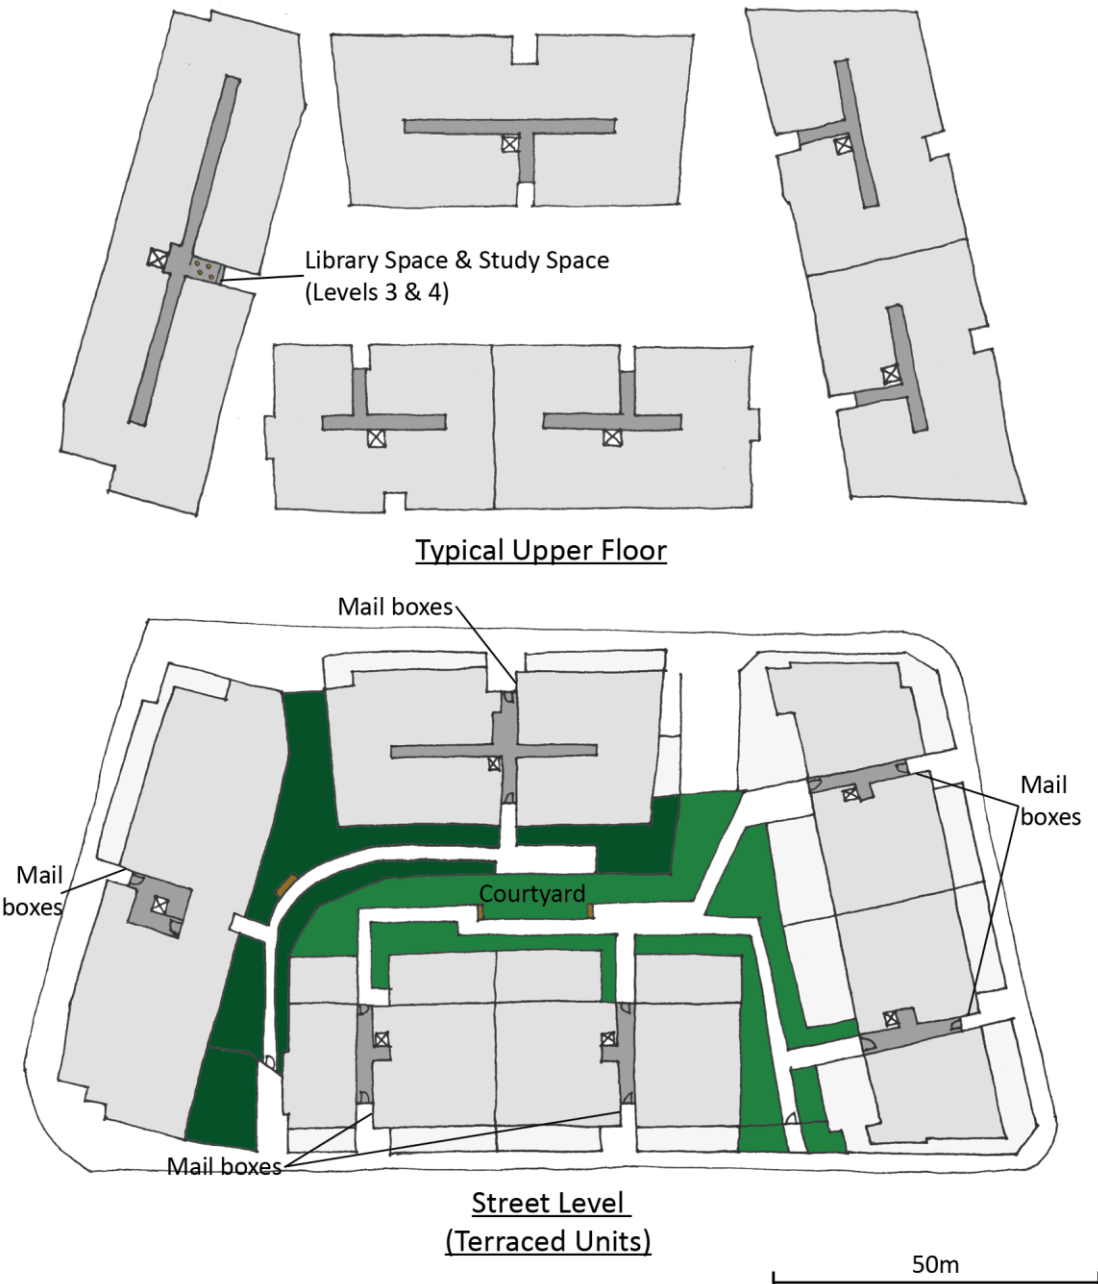 Library Space & Study Space
(Levels 3 & 4)
Typical Upper Floor
Mail boxes
Mail
boxes
Mail
boxes
Courtyard
Mail boxes
Street Level
(Terraced Units)
50m